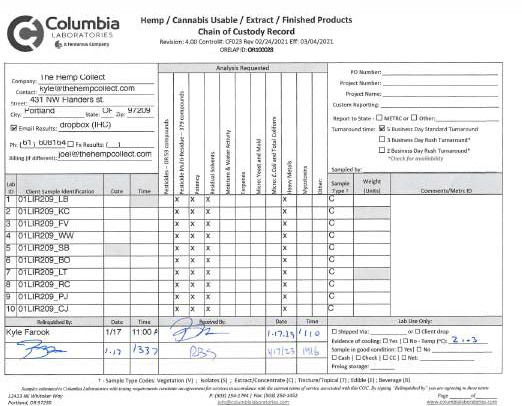 Columbia
LABORATORIES
A Tentamus Company
Hemp / Cannabis Usable / Extract / Finished Products
Chain of Custody Record
Revision: 4.00 Control#: CF023 Rev 02/24/2021 Eff: 03/04/2021
ORELAP ID: OR100028
Company: The Hemp Collect
Contact: kyle@thehempcollect.com
Street: 431 NW Flanders st.
City: Portland State: OR Zip: 97209
Email Results: dropbox (IHC)
Ph: Fx Results: ( )
Billing (if different): joel@thehempcollect.com
Analysis Requested
Pesticides - OR 59 compounds
Pesticide Multi-Residue - 379 compounds
Potency
Residual Solvents
Moisture & Water Activity
Terpenes
Micro: Yeast and Mold
Micro: E.Coli and Total Coliform
Heavy Metals
Mycotoxins
Other:
PO Number:
Project Number:
Project Name:
Custom Reporting:
Report to State - METRC or Other:
Turnaround time: 5 Business Day Standard Turnaround
3 Business Day Rush Turnaround*
2 Business Day Rush Turnaround*
*Check for availability
Sampled by:
Lab ID Client Sample Identification Date Time Sample Type † Weight (Units) Comments/Metrc ID
1 01LIR209_LB X X X X C
2 01LIR209_KC X X X X C
3 01LIR209_FV X X X X C
4 01LIR209_WW X X X X C
5 01LIR209_SB X X X X C
6 01LIR209_BO X X X X C
7 01LIR209_LT X X X X C
8 01LIR209_RC X X X X C
9 01LIR209_PJ X X X X C
10 01LIR209_CJ X X X X C
Relinquished By: Date Time Received By: Date Time Lab Use Only:
Kyle Farook 1/17 11:00 A 1.17.23 1110
1.17 1337 RBS 1/17/23 1416
Shipped Via: or Client drop
Evidence of cooling: Yes No - Temp (°C):
Sample in good condition: Yes No
Cash Check CC Net:
Prelog storage:
† - Sample Type Codes: Vegetation (V) ; Isolates (S) ; Extract/Concentrate (C) ; Tincture/Topical (T) ; Edible (E) ; Beverage (B)
Samples submitted to Columbia Laboratories with testing requirements constitute an agreement for services in accordance with the current terms of service associated with this COC. By signing "Relinquished by" you are agreeing to these terms
12423 NE Whitaker Way
Portland, OR 97230
P: (503) 254-1794 | Fax: (503) 254-1452
info@columbialaboratories.com
Page of
www.columbialaboratories.com